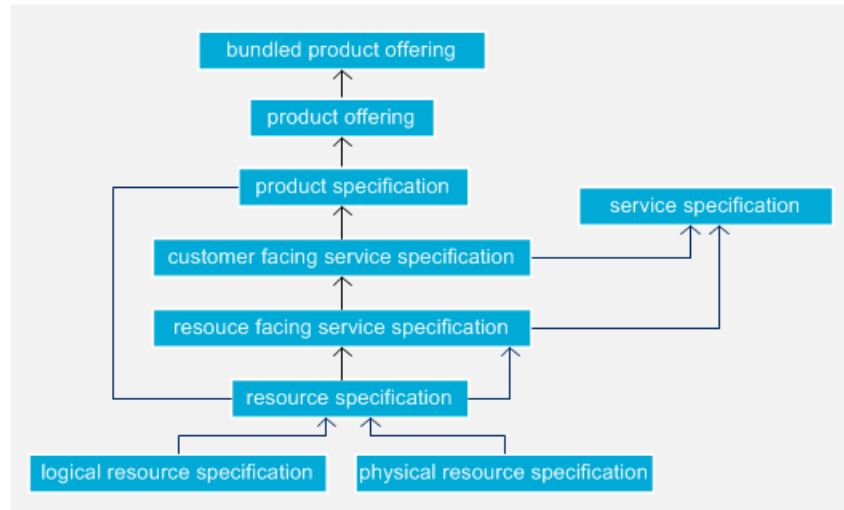 bundled product offering
product offering
product specification
service specification
customer facing service specification
resouce facing service specification
resource specification
logical resource specification
physical resource specification